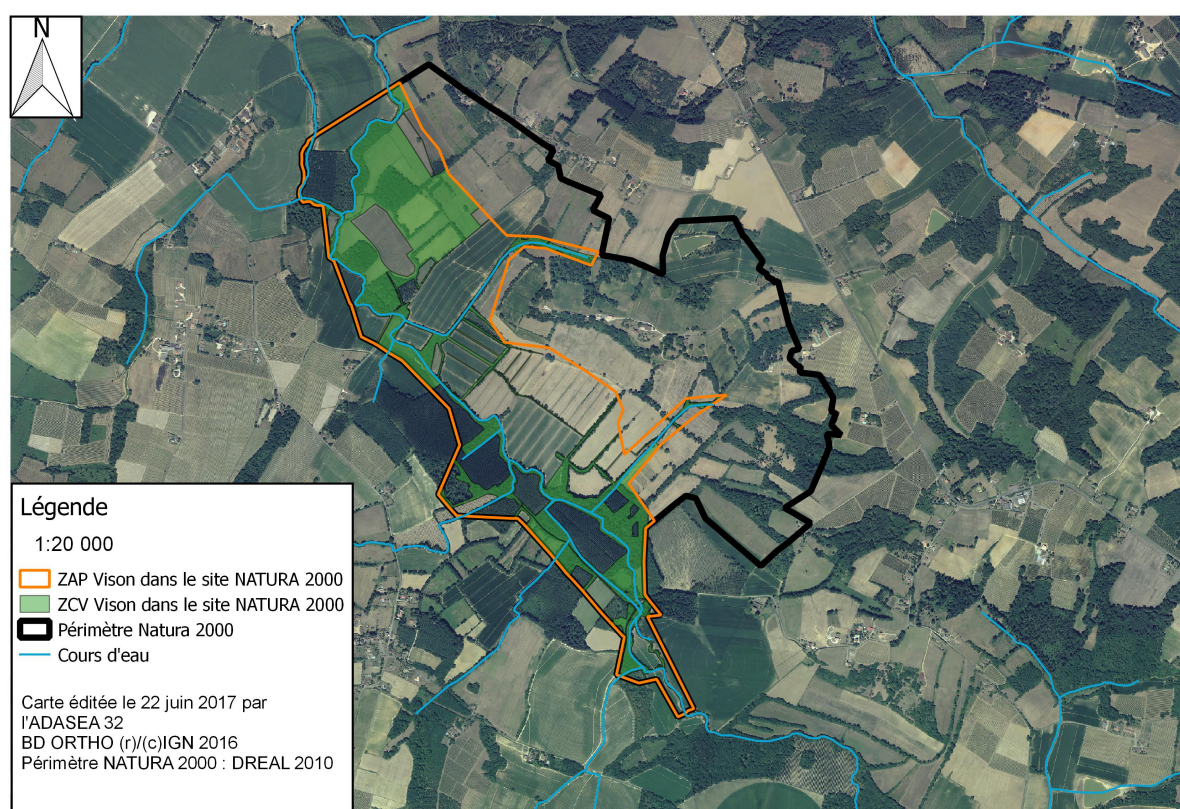 N
Légende
1:20 000
ZAP Vison dans le site NATURA 2000
ZCV Vison dans le site NATURA 2000
Périmètre Natura 2000
Cours d'eau
Carte éditée le 22 juin 2017 par
l'ADASEA 32
BD ORTHO (r)/(c)IGN 2016
Périmètre NATURA 2000 : DREAL 2010